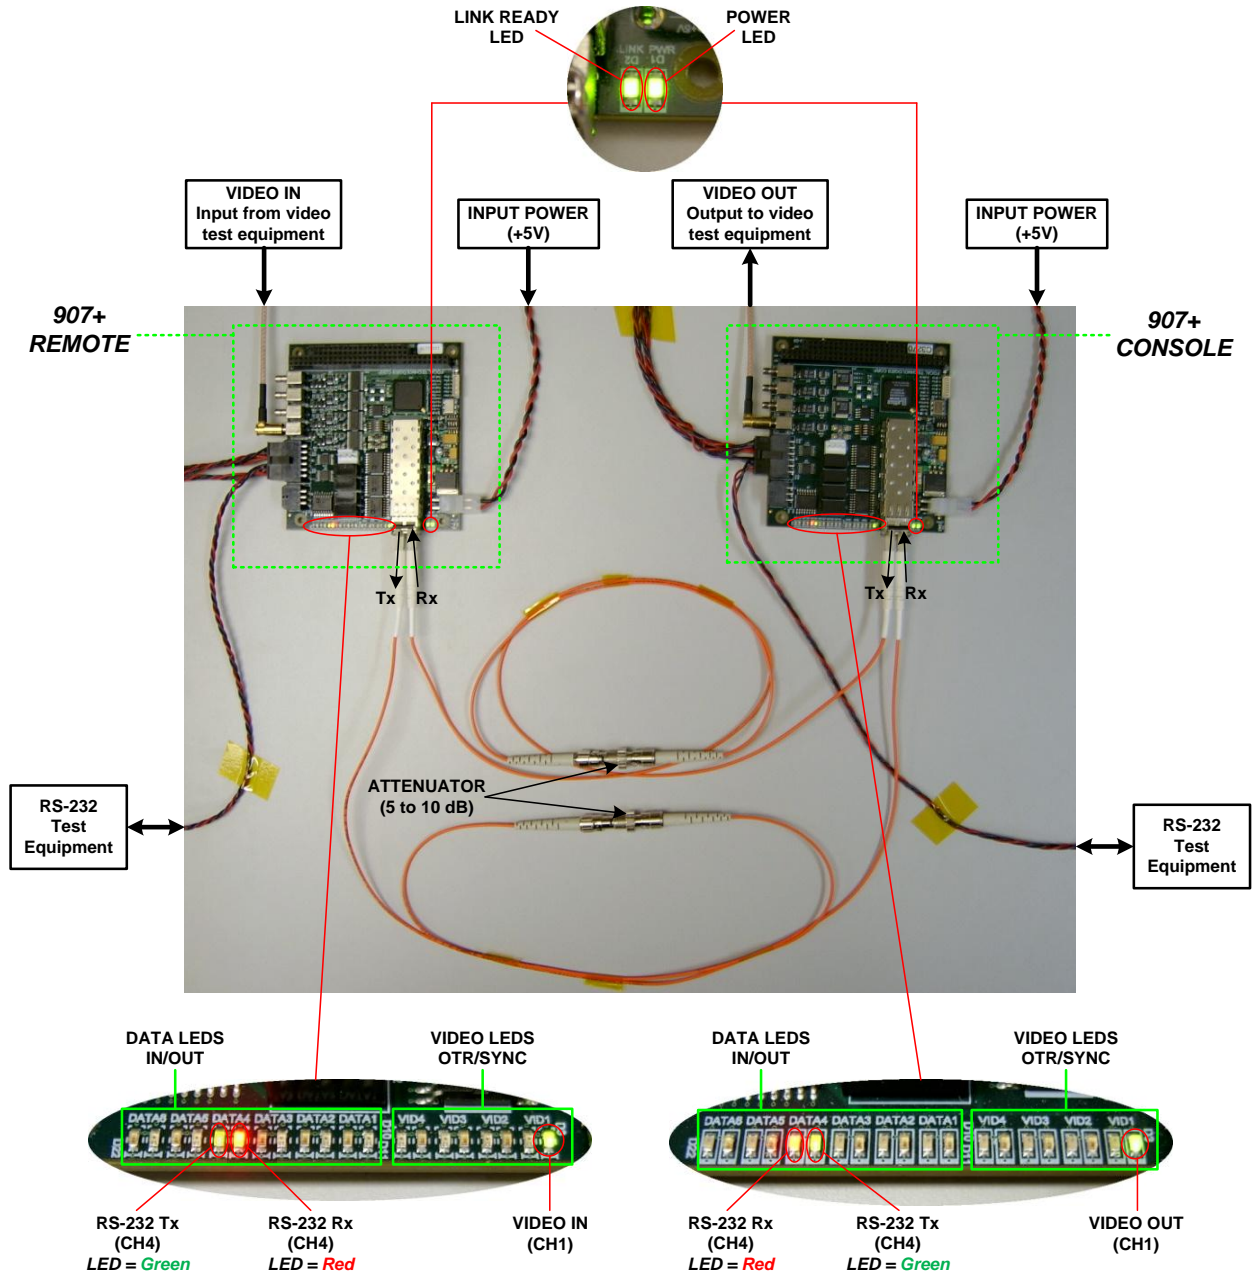 LINK READY
LED
POWER
LED
+5V
LINK PWR
D2 D1
VIDEO IN
Input from video
test equipment
INPUT POWER
(+5V)
VIDEO OUT
Output to video
test equipment
INPUT POWER
(+5V)
907+
REMOTE
907+
CONSOLE
Tx Rx
Tx Rx
ATTENUATOR
(5 to 10 dB)
RS-232
Test
Equipment
RS-232
Test
Equipment
DATA LEDS
IN/OUT
VIDEO LEDS
OTR/SYNC
DATA LEDS
IN/OUT
VIDEO LEDS
OTR/SYNC
DATA6 DATA5 DATA4 DATA3 DATA2 DATA1 VID4 VID3 VID2 VID1
DATA6 DATA5 DATA4 DATA3 DATA2 DATA1 VID4 VID3 VID2 VID1
RS-232 Tx
(CH4)
LED = Green
RS-232 Rx
(CH4)
LED = Red
VIDEO IN
(CH1)
RS-232 Rx
(CH4)
LED = Red
RS-232 Tx
(CH4)
LED = Green
VIDEO OUT
(CH1)